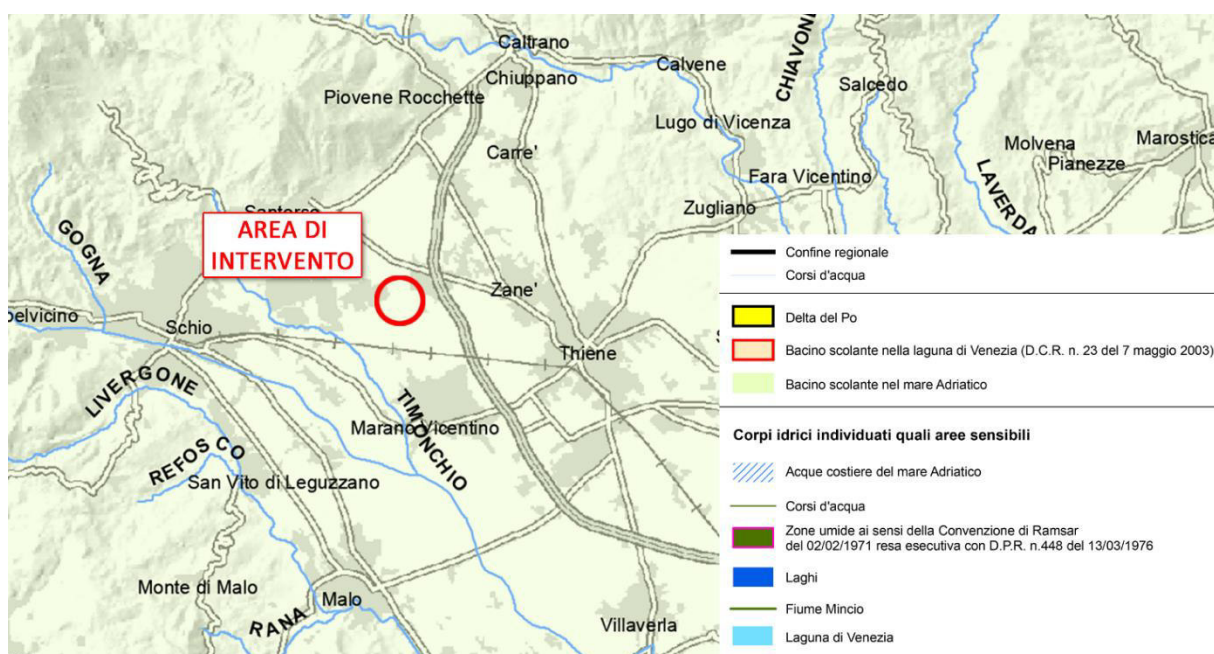 Caltrano
Chiuppano
Calvene
CHIAVONE
Salcedo
Piovene Rocchette
Lugo di Vicenza
Molvena
Marostica
Pianezze
Carre'
Fara Vicentino
LAVERDA
Zugliano
GOGNA
AREA DI
INTERVENTO
Zane'
Schio
Thiene
LIVERGONE
TIMONCHIO
Marano Vicentino
REFOSCO
San Vito di Leguzzano
Monte di Malo
RANA
Malo
Villaverla
Confine regionale
Corsi d'acqua
Delta del Po
Bacino scolante nella laguna di Venezia (D.C.R. n. 23 del 7 maggio 2003)
Bacino scolante nel mare Adriatico
Corpi idrici individuati quali aree sensibili
Acque costiere del mare Adriatico
Corsi d'acqua
Zone umide ai sensi della Convenzione di Ramsar
del 02/02/1971 resa esecutiva con D.P.R. n.448 del 13/03/1976
Laghi
Fiume Mincio
Laguna di Venezia